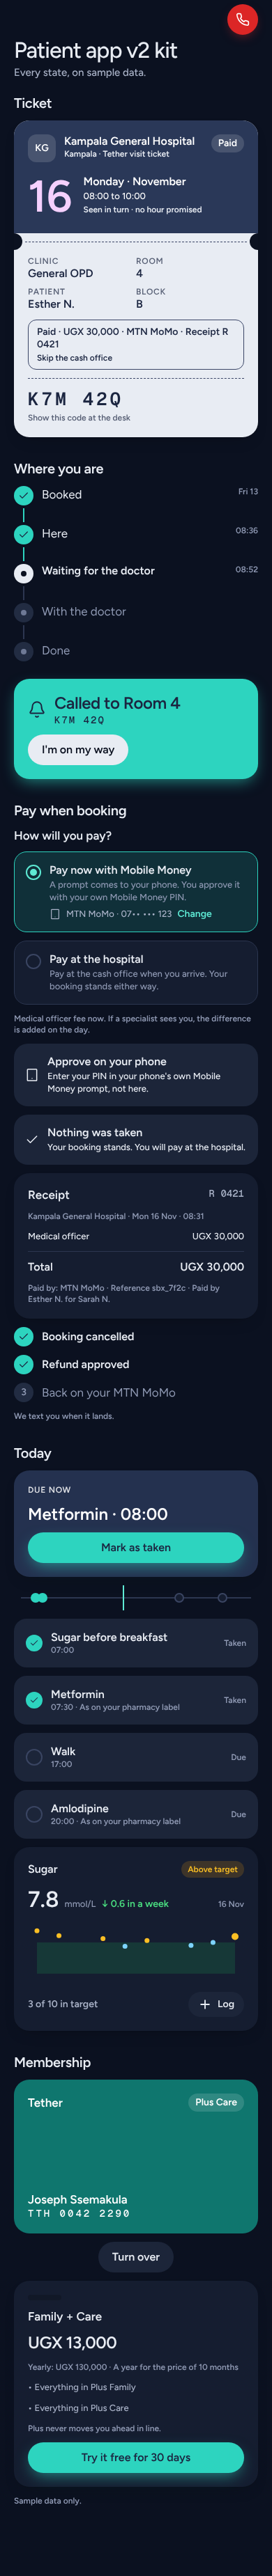 Patient app v2 kit
Every state, on sample data.
Ticket
KG
Kampala General Hospital
Kampala · Tether visit ticket
Paid
16
Monday · November
08:00 to 10:00
Seen in turn · no hour promised
CLINIC
General OPD
ROOM
4
PATIENT
Esther N.
BLOCK
B
Paid · UGX 30,000 · MTN MoMo · Receipt R
0421
Skip the cash office
K7M 42Q
Show this code at the desk
Where you are
Booked
Fri 13
Here
08:36
Waiting for the doctor
08:52
With the doctor
Done
Called to Room 4
K7M 42Q
I'm on my way
Pay when booking
How will you pay?
Pay now with Mobile Money
A prompt comes to your phone. You approve it
with your own Mobile Money PIN.
MTN MoMo · 07•• ••• 123 Change
Pay at the hospital
Pay at the cash office when you arrive. Your
booking stands either way.
Medical officer fee now. If a specialist sees you, the difference
is added on the day.
Approve on your phone
Enter your PIN in your phone's own Mobile
Money prompt, not here.
Nothing was taken
Your booking stands. You will pay at the hospital.
Receipt
R 0421
Kampala General Hospital · Mon 16 Nov · 08:31
Medical officer
UGX 30,000
Total
UGX 30,000
Paid by: MTN MoMo · Reference sbx_7f2c · Paid by
Esther N. for Sarah N.
Booking cancelled
Refund approved
3
Back on your MTN MoMo
We text you when it lands.
Today
DUE NOW
Metformin · 08:00
Mark as taken
Sugar before breakfast
07:00
Taken
Metformin
07:30 · As on your pharmacy label
Taken
Walk
17:00
Due
Amlodipine
20:00 · As on your pharmacy label
Due
Sugar
Above target
7.8 mmol/L ↓ 0.6 in a week
16 Nov
3 of 10 in target
+ Log
Membership
Tether
Plus Care
Joseph Ssemakula
TTH 0042 2290
Turn over
Family + Care
UGX 13,000
Yearly: UGX 130,000 · A year for the price of 10 months
• Everything in Plus Family
• Everything in Plus Care
Plus never moves you ahead in line.
Try it free for 30 days
Sample data only.